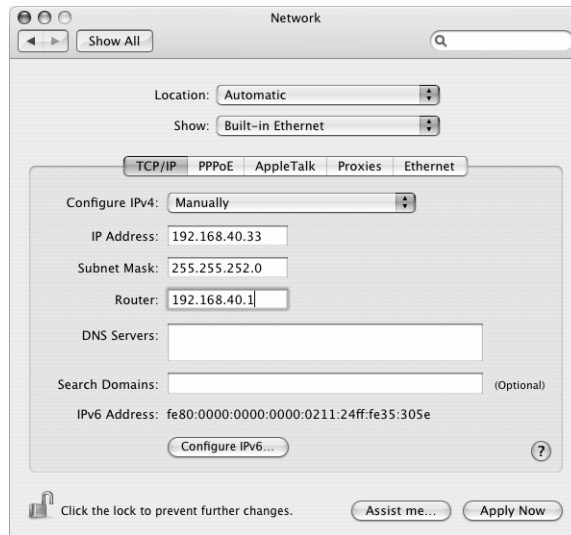 Network
Show All
Location: Automatic
Show: Built-in Ethernet
TCP/IP PPPoE AppleTalk Proxies Ethernet
Configure IPv4: Manually
IP Address: 192.168.40.33
Subnet Mask: 255.255.252.0
Router: 192.168.40.1
DNS Servers:
Search Domains: (Optional)
IPv6 Address: fe80:0000:0000:0000:0211:24ff:fe35:305e
Configure IPv6...
?
Click the lock to prevent further changes. Assist me... Apply Now